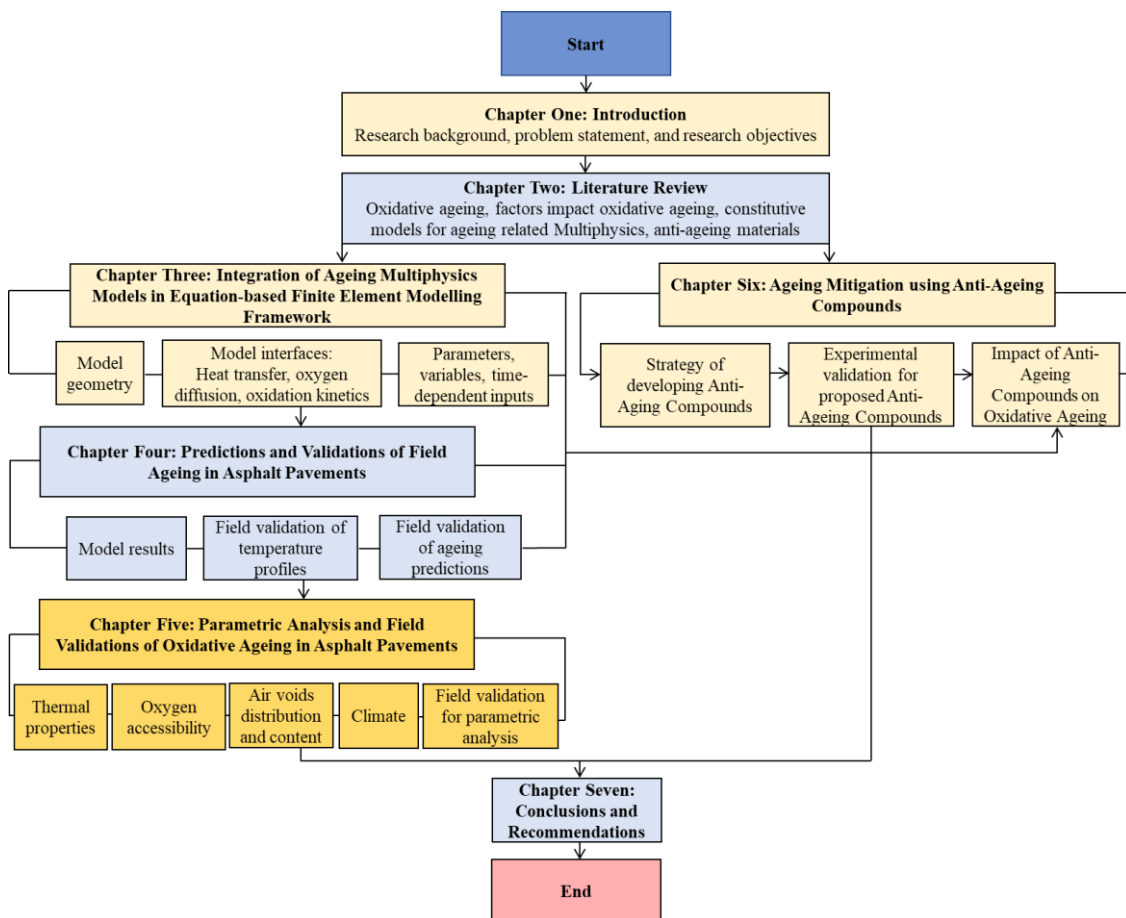 Start
Chapter One: Introduction
Research background, problem statement, and research objectives
Chapter Two: Literature Review
Oxidative ageing, factors impact oxidative ageing, constitutive
models for ageing related Multiphysics, anti-ageing materials
Chapter Three: Integration of Ageing Multiphysics
Models in Equation-based Finite Element Modelling
Framework
Model
geometry
Model interfaces:
Heat transfer, oxygen
diffusion, oxidation kinetics
Parameters,
variables, time-
dependent inputs
Chapter Six: Ageing Mitigation using Anti-Ageing
Compounds
Strategy of
developing Anti-
Aging Compounds
Experimental
validation for
proposed Anti-
Ageing Compounds
Impact of Anti-
Ageing
Compounds on
Oxidative Ageing
Chapter Four: Predictions and Validations of Field
Ageing in Asphalt Pavements
Model results
Field validation of
temperature
profiles
Field validation
of ageing
predictions
Chapter Five: Parametric Analysis and Field
Validations of Oxidative Ageing in Asphalt Pavements
Thermal
properties
Oxygen
accessibility
Air voids
distribution
and content
Climate
Field validation
for parametric
analysis
Chapter Seven:
Conclusions and
Recommendations
End